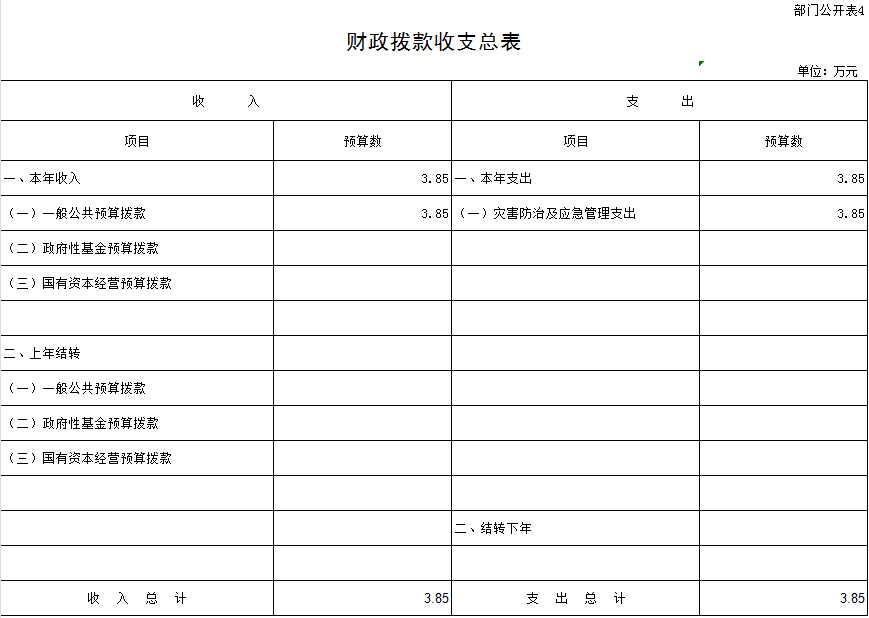 部门公开表4
财政拨款收支总表
单位：万元
收 入 支 出
项目 预算数 项目 预算数
一、本年收入 3.85 一、本年支出 3.85
（一）一般公共预算拨款 3.85 （一）灾害防治及应急管理支出 3.85
（二）政府性基金预算拨款
（三）国有资本经营预算拨款
二、上年结转
（一）一般公共预算拨款
（二）政府性基金预算拨款
（三）国有资本经营预算拨款
二、结转下年
收 入 总 计 3.85 支 出 总 计 3.85